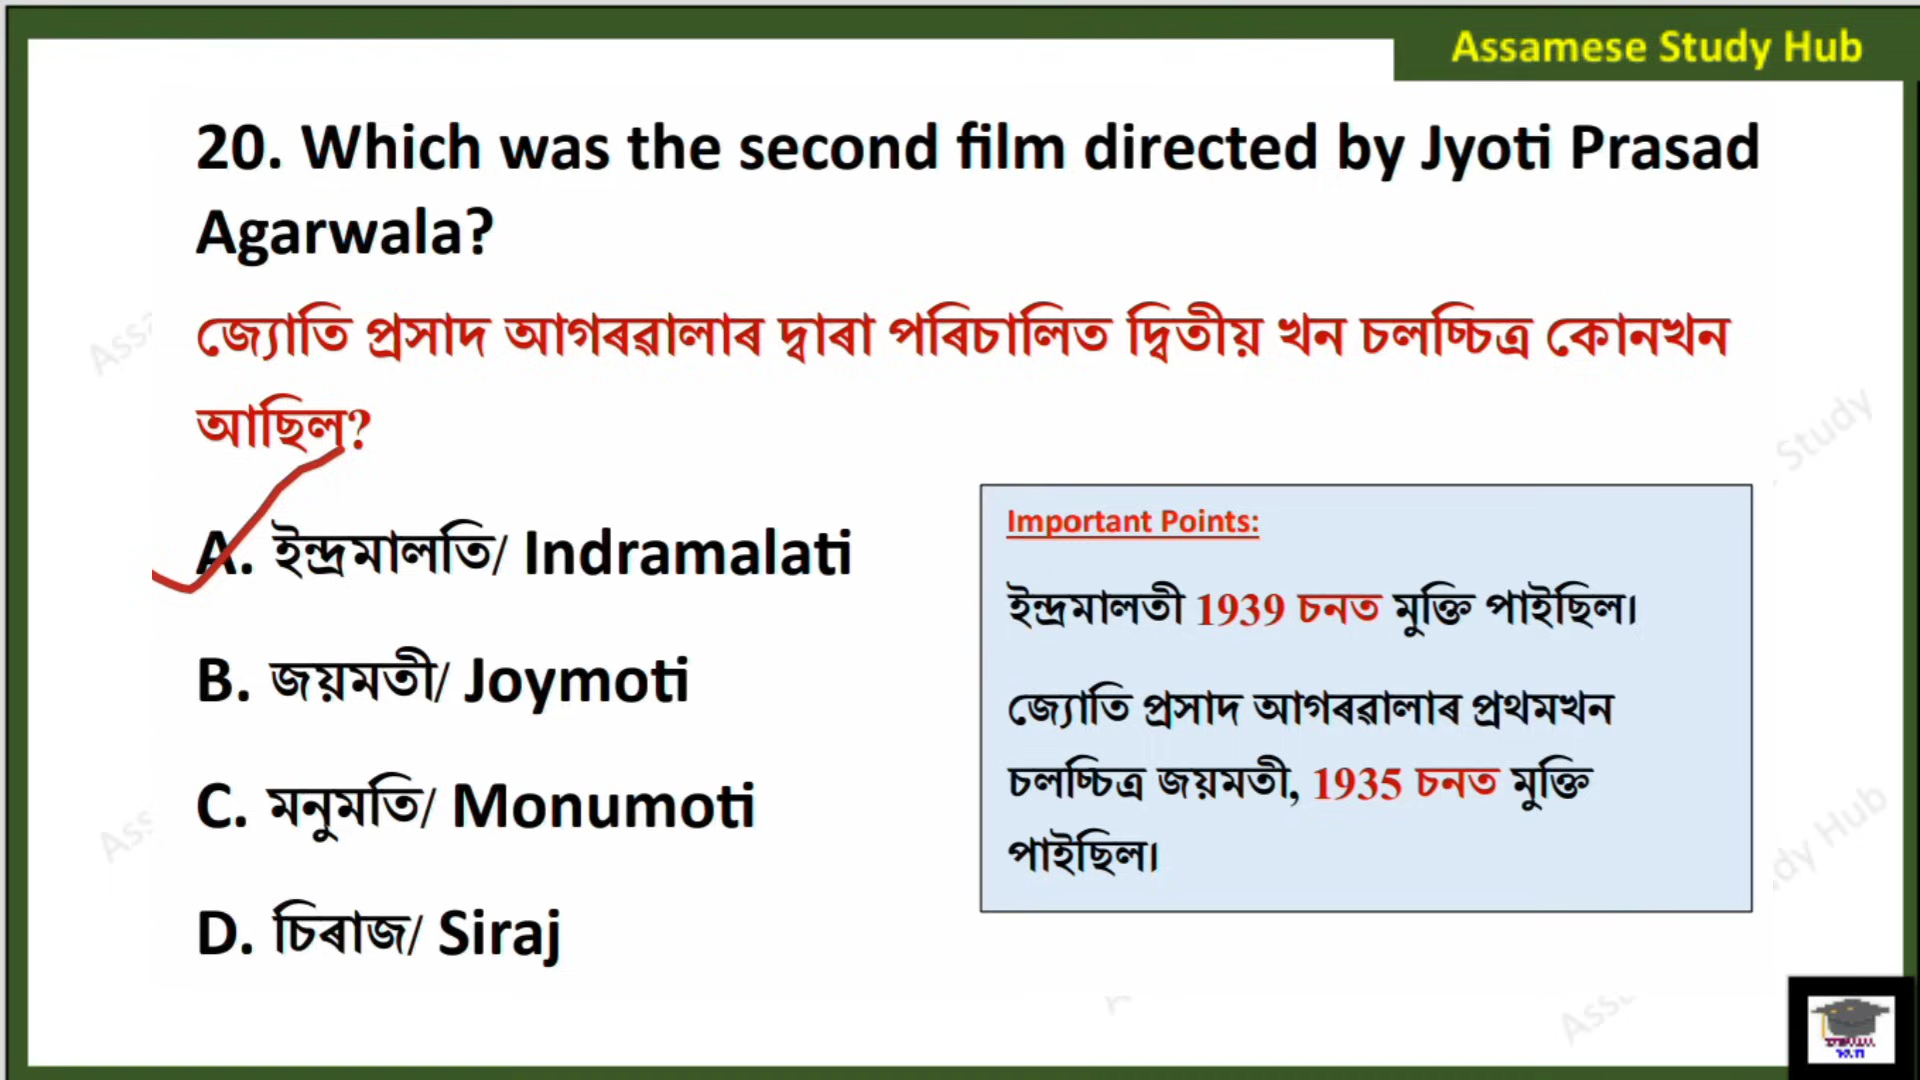 Assamese Study Hub
20. Which was the second film directed by Jyoti Prasad
Agarwala?
জ্যোতি প্ৰসাদ আগৰৱালাৰ দ্বাৰা পৰিচালিত দ্বিতীয় খন চলচ্চিত্ৰ কোনখন
আছিল?
A. ইন্দ্ৰমালতি/ Indramalati
B. জয়মতী/ Joymoti
C. মনুমতি/ Monumoti
D. চিৰাজ/ Siraj
Important Points:
ইন্দ্ৰমালতী 1939 চনত মুক্তি পাইছিল।
জ্যোতি প্ৰসাদ আগৰৱালাৰ প্ৰথমখন
চলচ্চিত্ৰ জয়মতী, 1935 চনত মুক্তি
পাইছিল।
Study